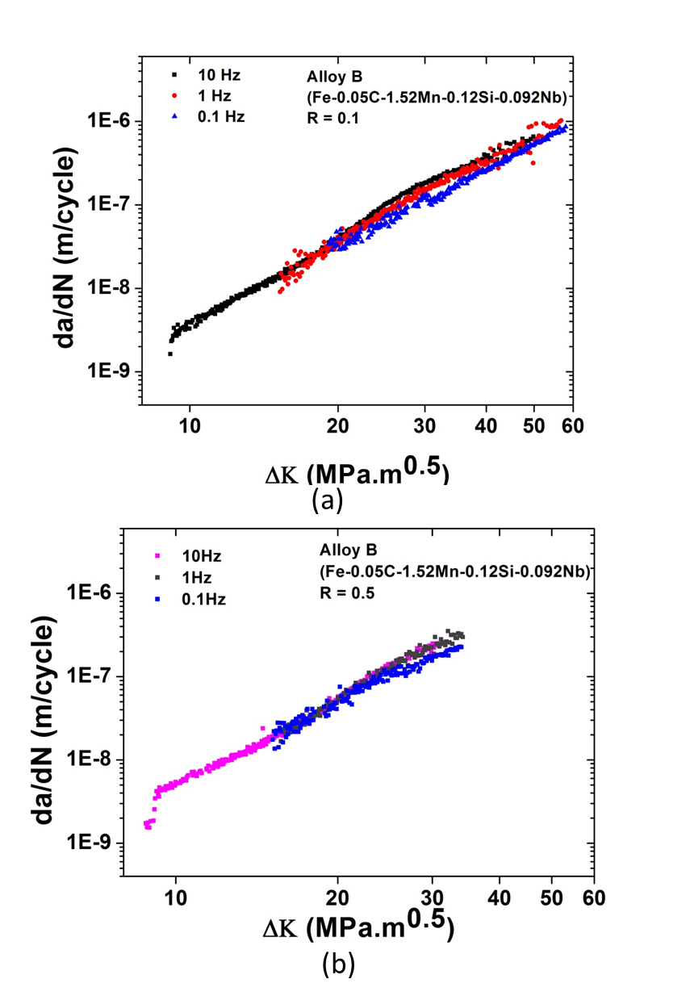 10 Hz
1 Hz
0.1 Hz
Alloy B
(Fe-0.05C-1.52Mn-0.12Si-0.092Nb)
R = 0.1
1E-6
1E-7
1E-8
1E-9
da/dN (m/cycle)
10 20 30 40 50 60
ΔK (MPa.m0.5)
(a)
10Hz
1Hz
0.1Hz
Alloy B
(Fe-0.05C-1.52Mn-0.12Si-0.092Nb)
R = 0.5
1E-6
1E-7
1E-8
1E-9
da/dN (m/cycle)
10 20 30 40 50 60
ΔK (MPa.m0.5)
(b)